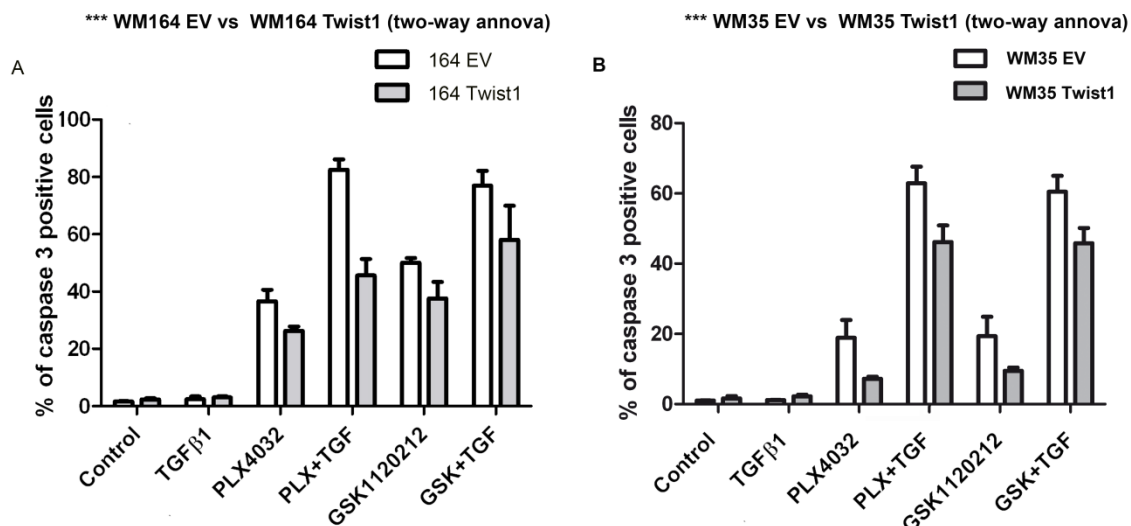 *** WM164 EV vs WM164 Twist1 (two-way annova)
A
164 EV
164 Twist1
% of caspase 3 positive cells
100
80
60
40
20
0
Control
TGFβ1
PLX4032
PLX+TGF
GSK1120212
GSK+TGF
*** WM35 EV vs WM35 Twist1 (two-way annova)
B
WM35 EV
WM35 Twist1
% of caspase 3 positive cells
80
60
40
20
0
Control
TGFβ1
PLX4032
PLX+TGF
GSK1120212
GSK+TGF